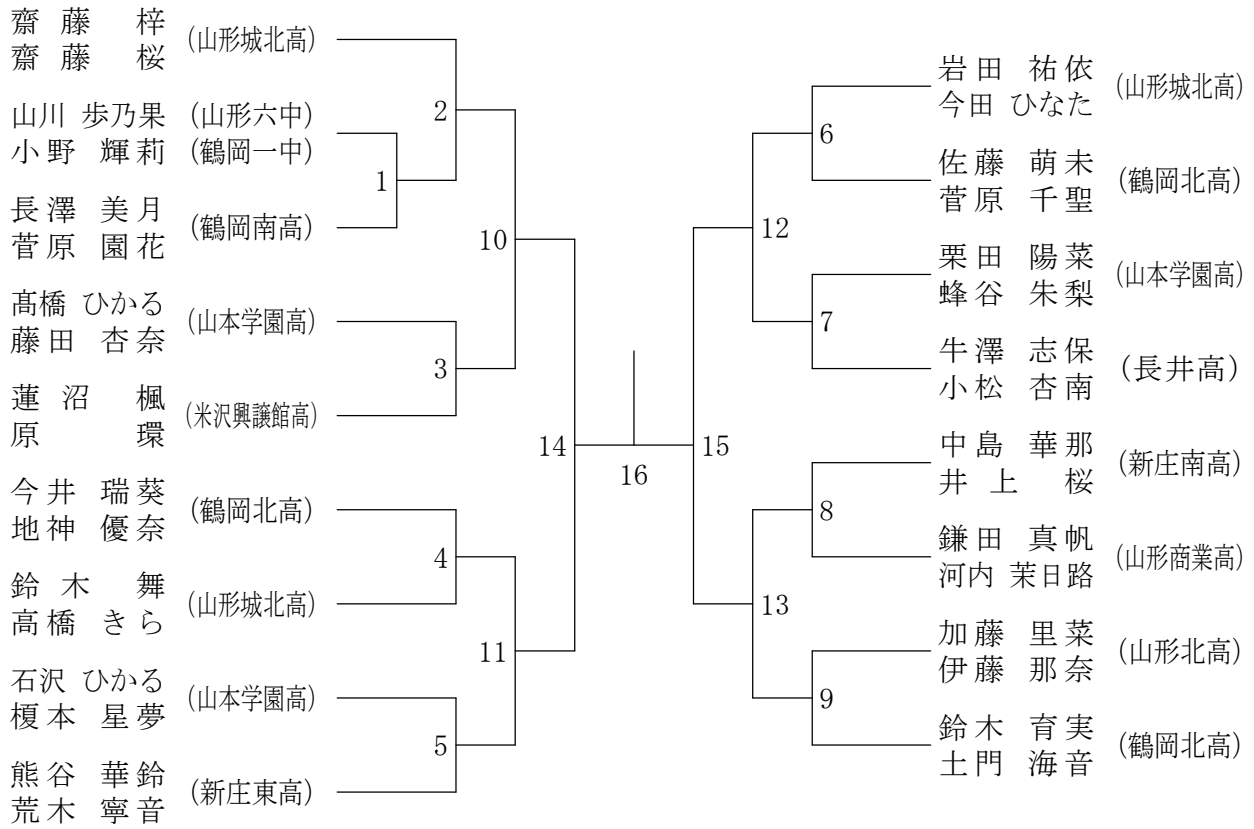 齋藤 梓
齋藤 桜
(山形城北高)
山川 歩乃果 (山形六中)
小野 輝莉 (鶴岡一中)
長澤 美月
菅原 園花
(鶴岡南高)
髙橋 ひかる
藤田 杏奈
(山本学園高)
蓮沼 楓
原 環
(米沢興譲館高)
今井 瑞葵
地神 優奈
(鶴岡北高)
鈴木 舞
高橋 きら
(山形城北高)
石沢 ひかる
榎本 星夢
(山本学園高)
熊谷 華鈴
荒木 寧音
(新庄東高)
1
2
3
4
5
10
11
14
16
15
12
13
6
7
8
9
岩田 祐依
今田 ひなた
(山形城北高)
佐藤 萌未
菅原 千聖
(鶴岡北高)
栗田 陽菜
蜂谷 朱梨
(山本学園高)
牛澤 志保
小松 杏南
(長井高)
中島 華那
井上 桜
(新庄南高)
鎌田 真帆
河内 茉日路
(山形商業高)
加藤 里菜
伊藤 那奈
(山形北高)
鈴木 育実
土門 海音
(鶴岡北高)